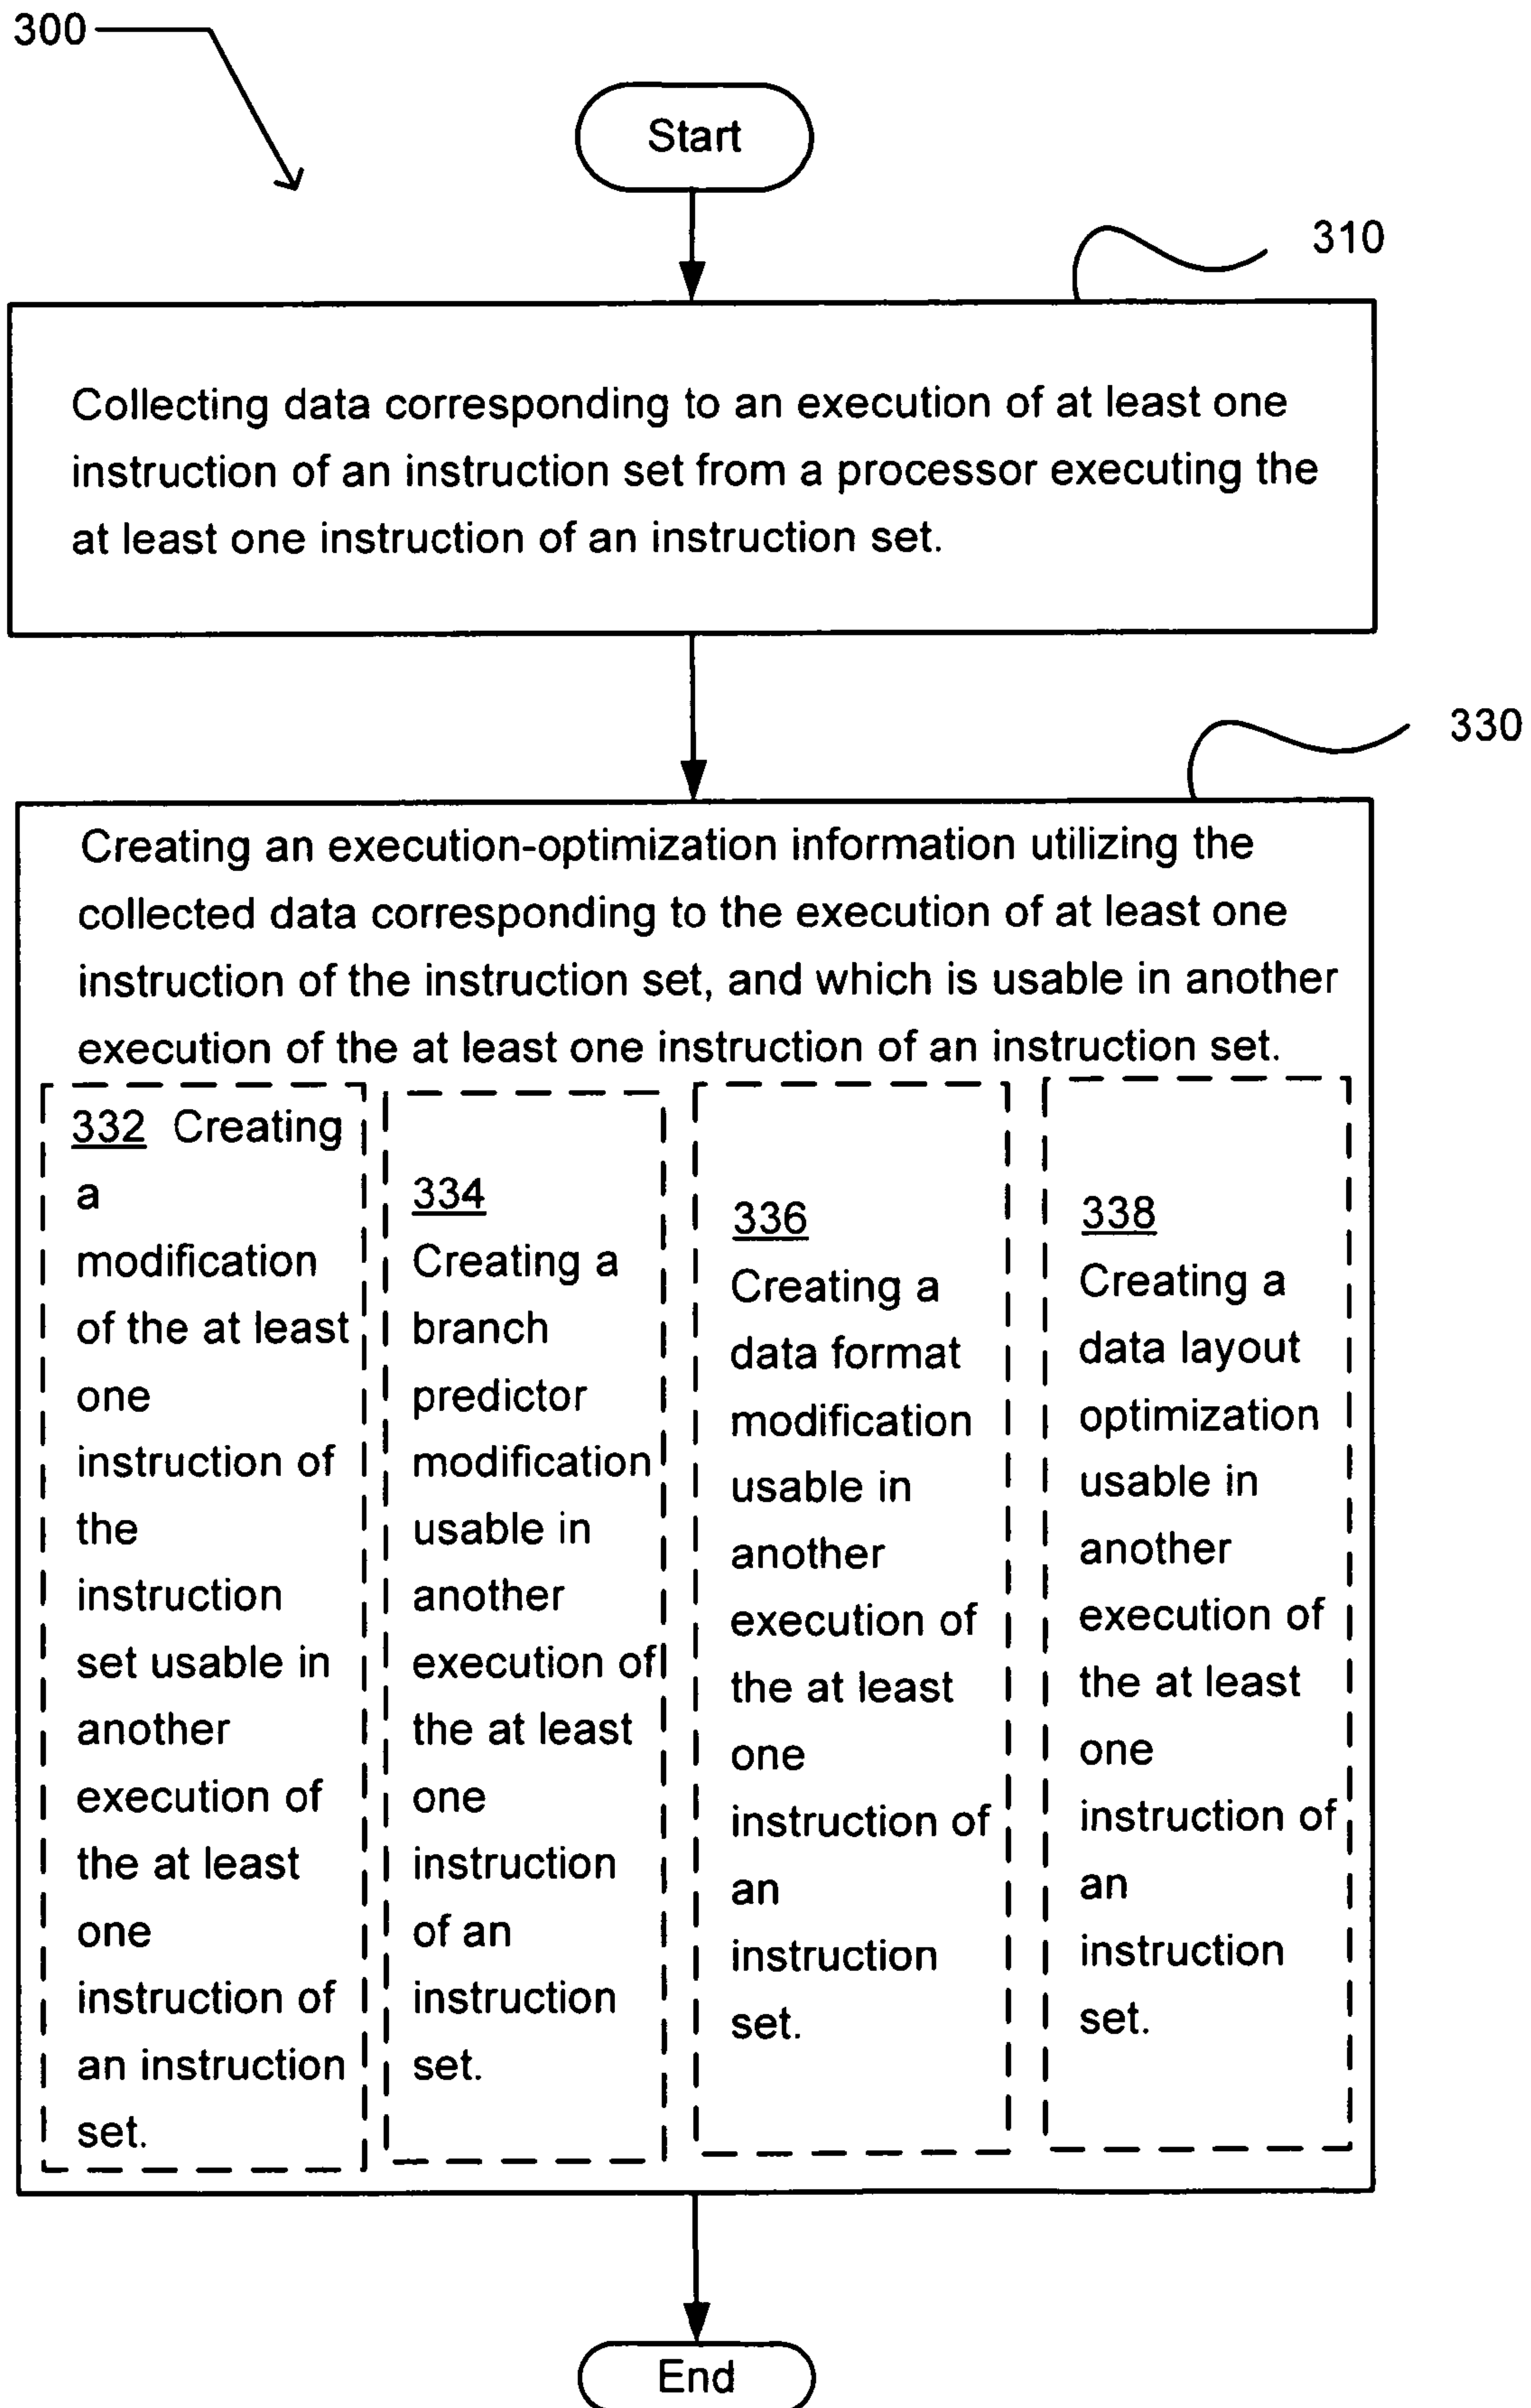 300
Start
310
Collecting data corresponding to an execution of at least one
instruction of an instruction set from a processor executing the
at least one instruction of an instruction set.
330
Creating an execution-optimization information utilizing the
collected data corresponding to the execution of at least one
instruction of the instruction set, and which is usable in another
execution of the at least one instruction of an instruction set.
332 Creating
a
modification
of the at least
one
instruction of
the
instruction
set usable in
another
execution of
the at least
one
instruction of
an instruction
set.
334
Creating a
branch
predictor
modification
usable in
another
execution of
the at least
one
instruction
of an
instruction
set.
336
Creating a
data format
modification
usable in
another
execution of
the at least
one
instruction of
an
instruction
set.
338
Creating a
data layout
optimization
usable in
another
execution of
the at least
one
instruction of
an
instruction
set.
End